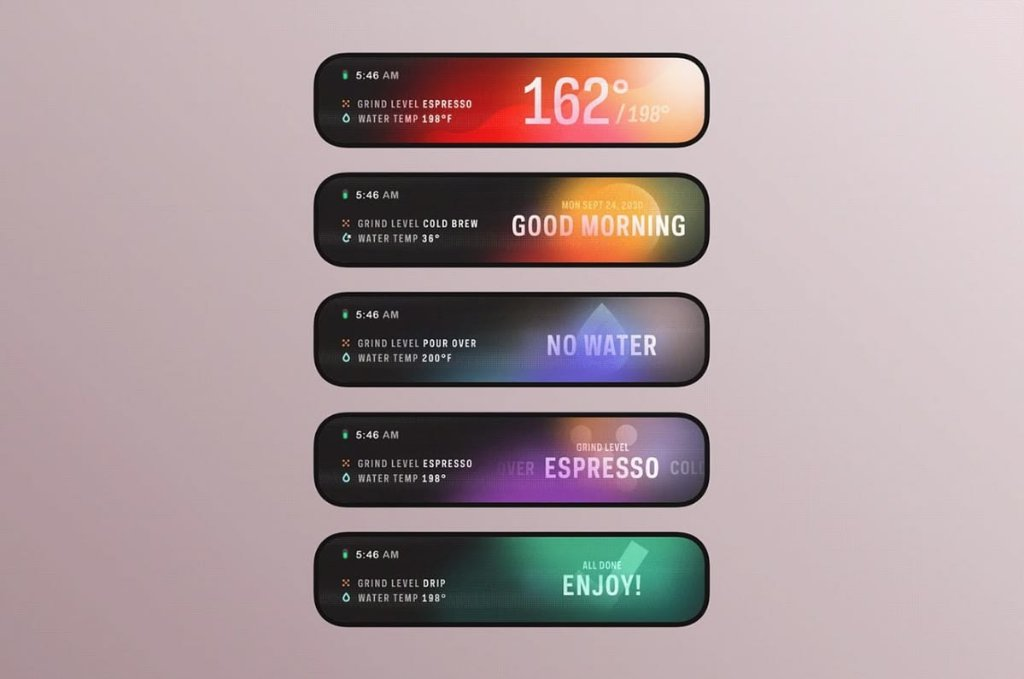 5:46 AM
GRIND LEVEL ESPRESSO
WATER TEMP 198°F
162°
/198°
5:46 AM
GRIND LEVEL COLD BREW
WATER TEMP 36°
MON SEPT 24, 2030
GOOD MORNING
5:46 AM
GRIND LEVEL POUR OVER
WATER TEMP 200°F
NO WATER
5:46 AM
GRIND LEVEL ESPRESSO
WATER TEMP 198°
GRIND LEVEL
OVER ESPRESSO COL
5:46 AM
GRIND LEVEL DRIP
WATER TEMP 198°
ALL DONE
ENJOY!